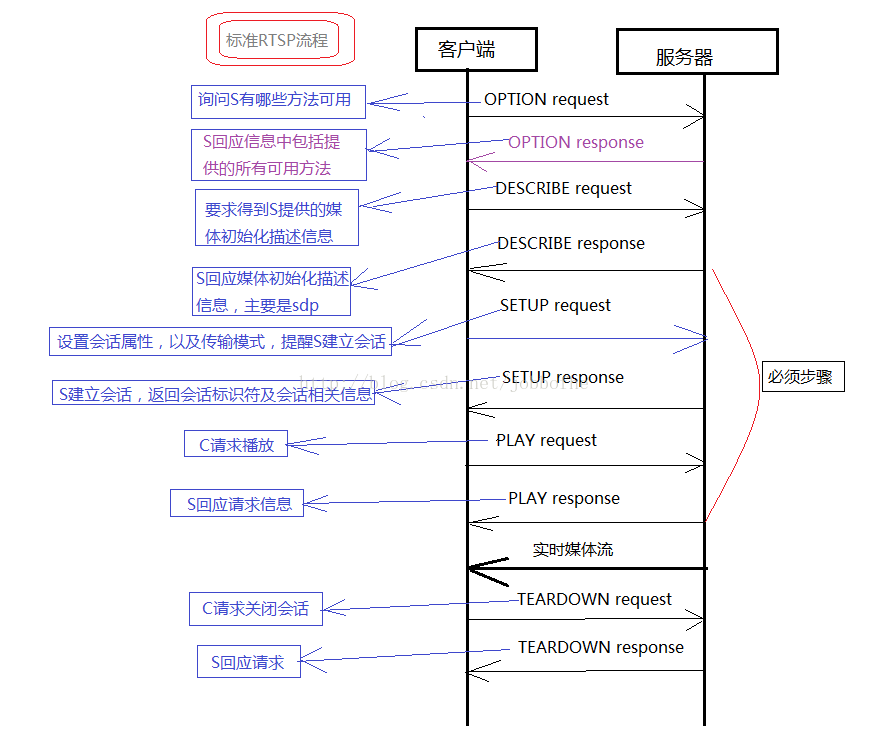 标准RTSP流程
客户端
服务器
询问S有哪些方法可用
OPTION request
S回应信息中包括提
供的所有可用方法
OPTION response
要求得到S提供的媒
体初始化描述信息
DESCRIBE request
DESCRIBE response
S回应媒体初始化描述
信息，主要是sdp
SETUP request
设置会话属性，以及传输模式，提醒S建立会话
SETUP response
S建立会话，返回会话标识符及会话相关信息
必须步骤
PLAY request
C请求播放
PLAY response
S回应请求信息
实时媒体流
TEARDOWN request
C请求关闭会话
TEARDOWN response
S回应请求